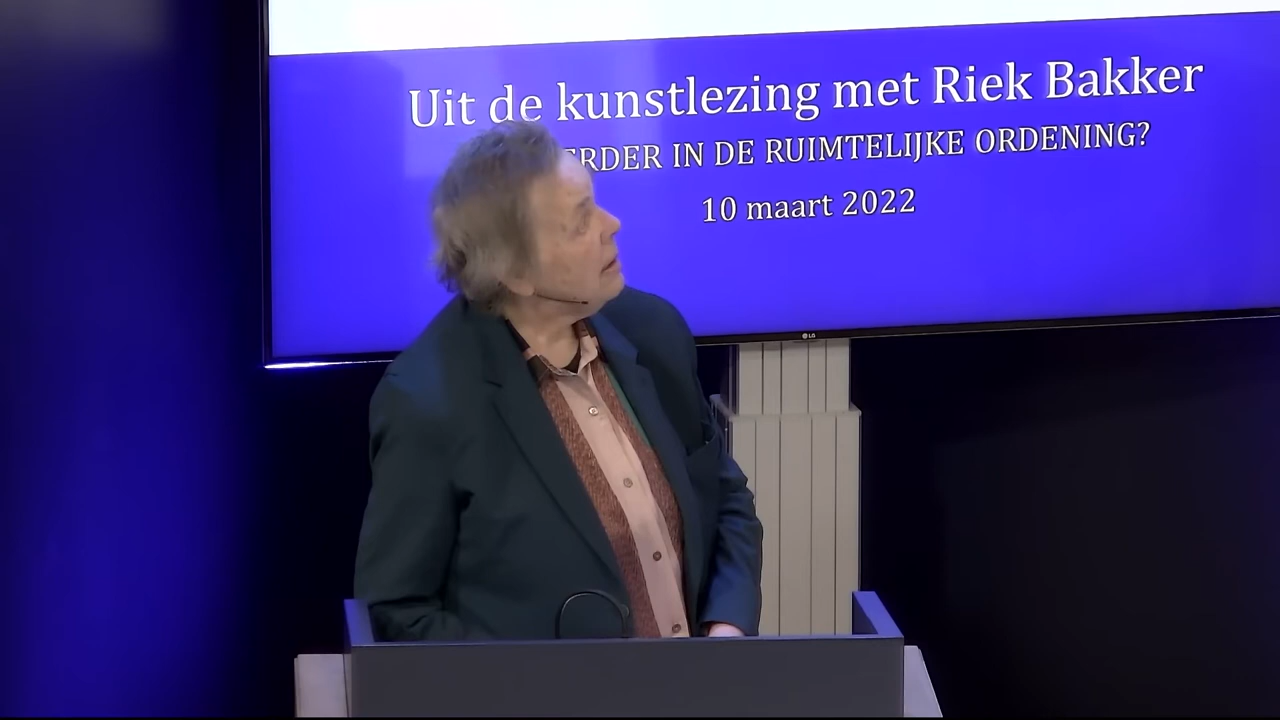 Uit de kunstlezing met Riek Bakker
ERDER IN DE RUIMTELIJKE ORDENING?
10 maart 2022
LG